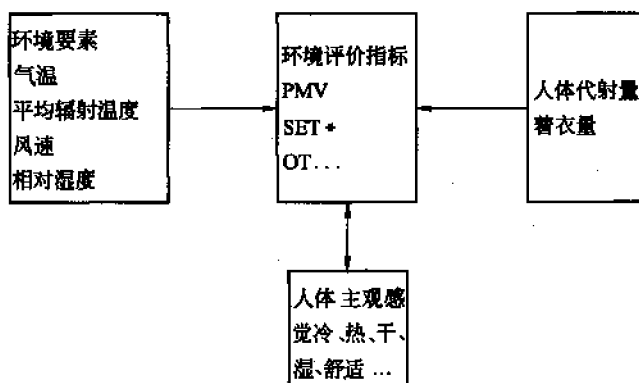 环境要素
气温
平均辐射温度
风速
相对湿度
环境评价指标
PMV
SET *
OT...
人体代射量
着衣量
人体 主观感
觉冷、热、干、
湿、舒适 ...